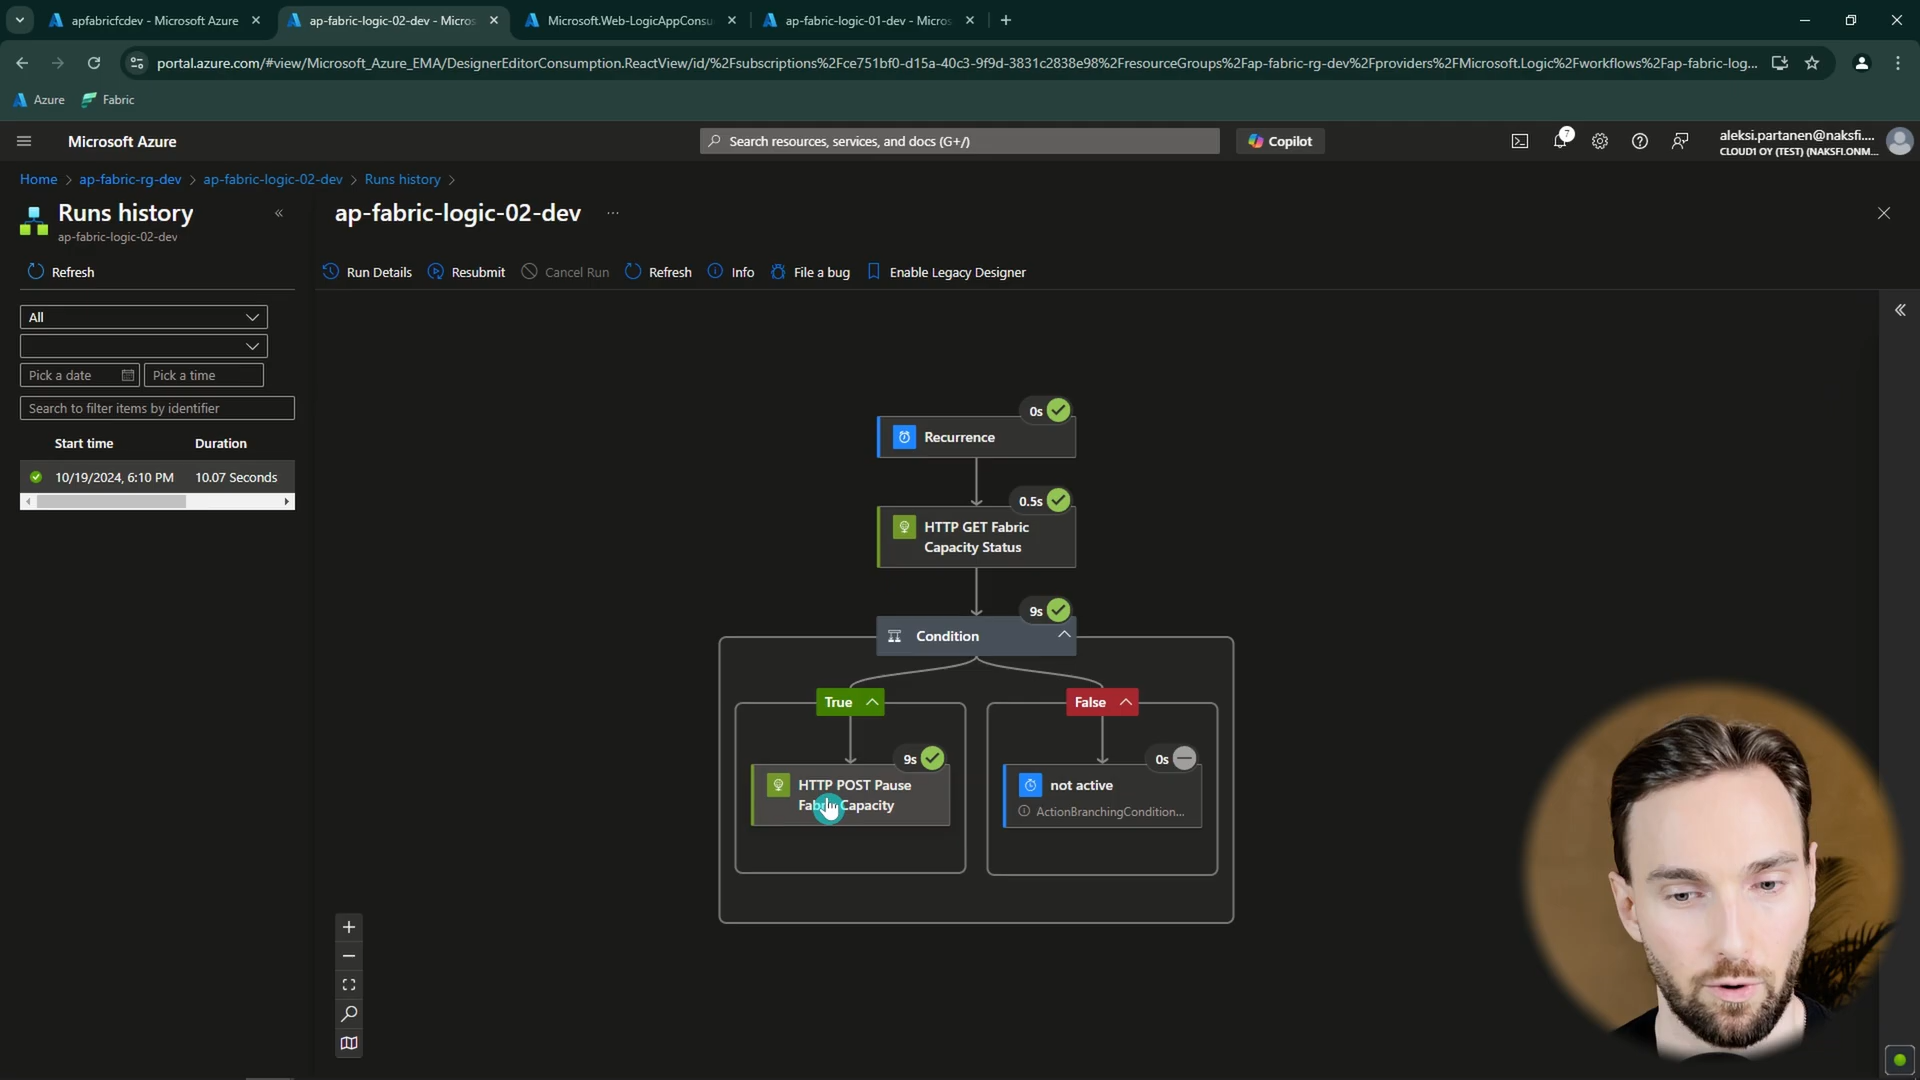 apfabricfcdev - Microsoft Azure
ap-fabric-logic-02-dev - Micros
Microsoft.Web-LogicAppConsu
ap-fabric-logic-01-dev - Micros
portal.azure.com/#view/Microsoft_Azure_EMA/DesignerEditorConsumption.ReactView/id/%2Fsubscriptions%2Fce751bf0-d15a-40c3-9f9d-3831c2838e98%2FresourceGroups%2Fap-fabric-rg-dev%2Fproviders%2FMicrosoft.Logic%2Fworkflows%2Fap-fabric-log...
Azure
Fabric
Microsoft Azure
Search resources, services, and docs (G+/)
Copilot
7
aleksi.partanen@naksfi....
CLOUD1 OY (TEST) (NAKSFI.ONM...
Home > ap-fabric-rg-dev > ap-fabric-logic-02-dev > Runs history >
Runs history
ap-fabric-logic-02-dev
ap-fabric-logic-02-dev
...
Refresh
Run Details
Resubmit
Cancel Run
Refresh
Info
File a bug
Enable Legacy Designer
All
Pick a date
Pick a time
Search to filter items by identifier
Start time
Duration
10/19/2024, 6:10 PM
10.07 Seconds
0s
Recurrence
0.5s
HTTP GET Fabric
Capacity Status
9s
Condition
True
False
9s
HTTP POST Pause
Fabric Capacity
0s
not active
ActionBranchingCondition...